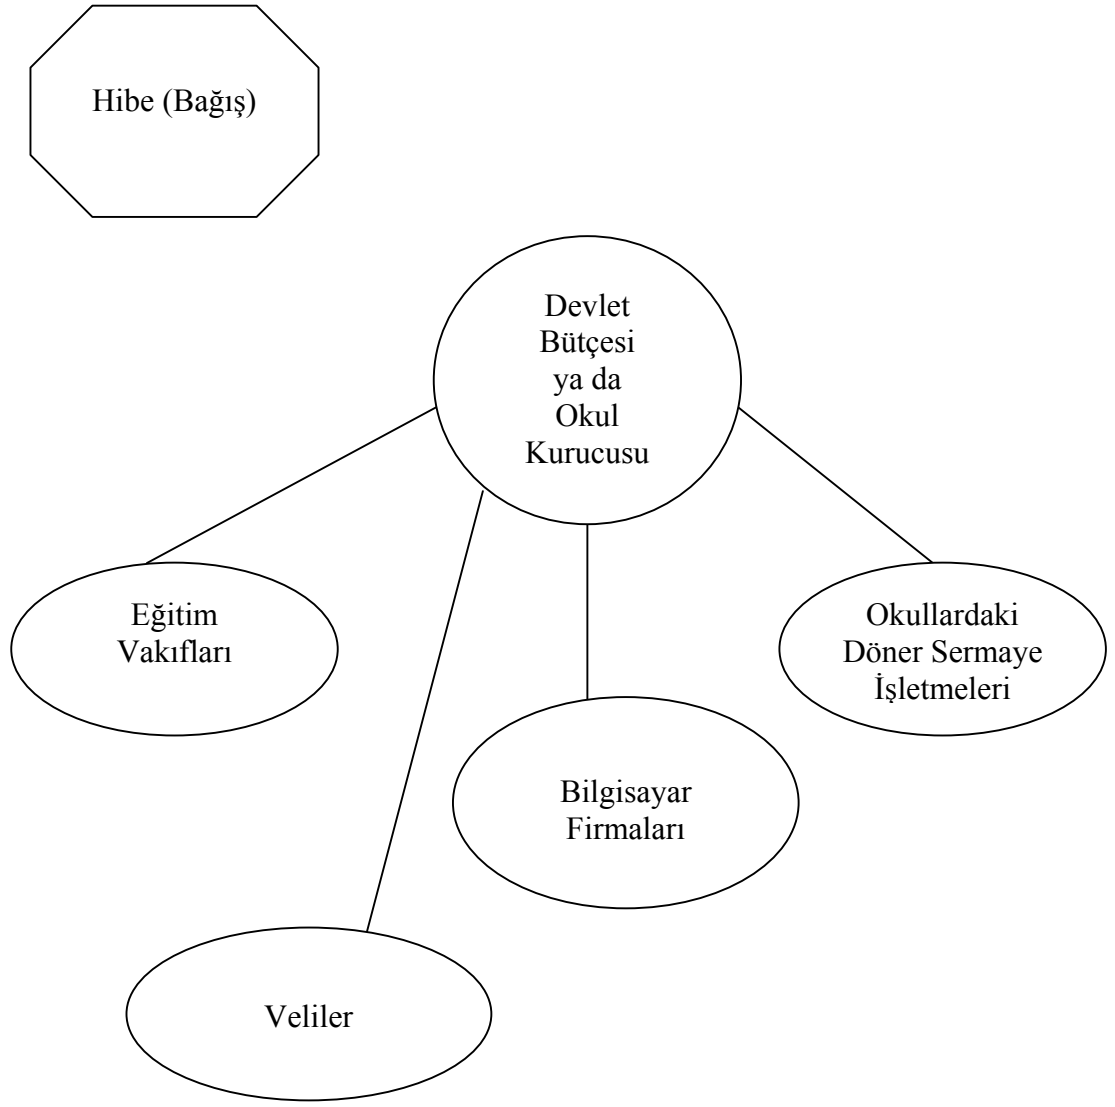 Hibe (Bağış)
Devlet
Bütçesi
ya da
Okul
Kurucusu
Eğitim
Vakıfları
Okullardaki
Döner Sermaye
İşletmeleri
Bilgisayar
Firmaları
Veliler